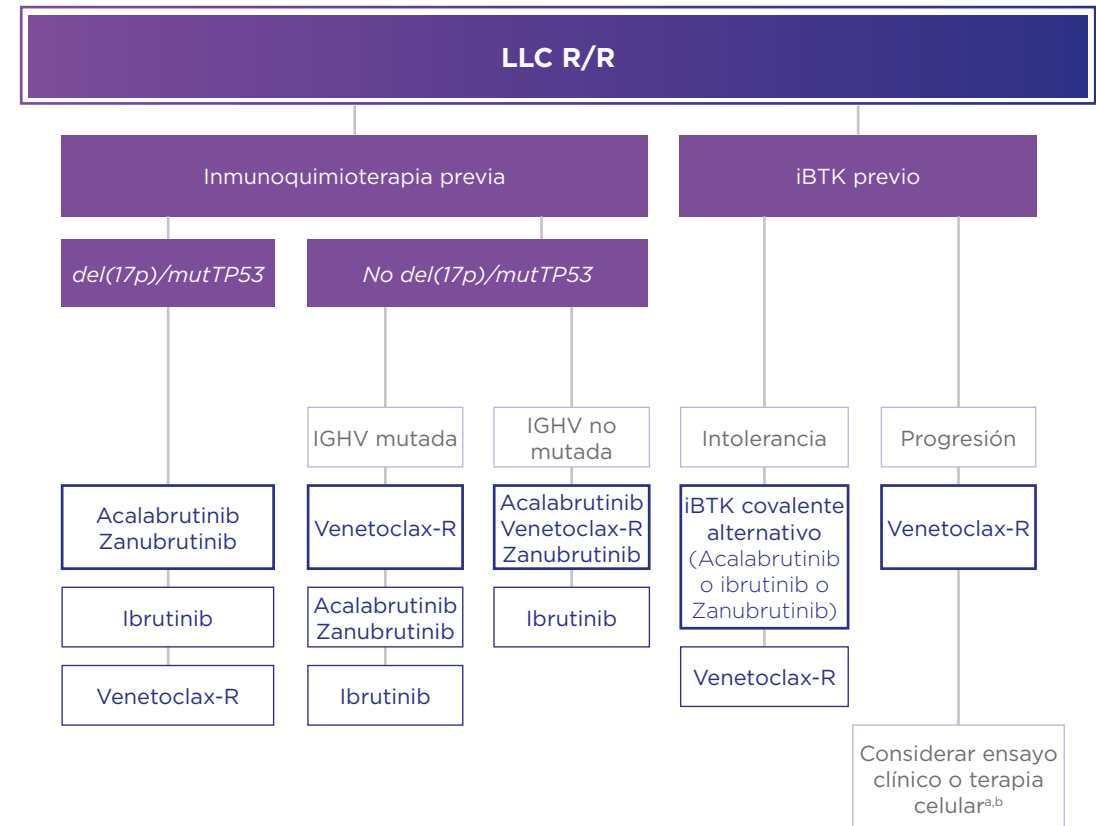 LLC R/R
Inmunoquimioterapia previa
iBTK previo
del(17p)/mutTP53
No del(17p)/mutTP53
IGHV mutada
IGHV no
mutada
Intolerancia
Progresión
Acalabrutinib
Zanubrutinib
Venetoclax-R
Acalabrutinib
Venetoclax-R
Zanubrutinib
iBTK covalente
alternativo
(Acalabrutinib
o ibrutinib o
Zanubrutinib)
Venetoclax-R
Ibrutinib
Acalabrutinib
Zanubrutinib
Ibrutinib
Venetoclax-R
Venetoclax-R
Ibrutinib
Considerar ensayo
clínico o terapia
celulara,b